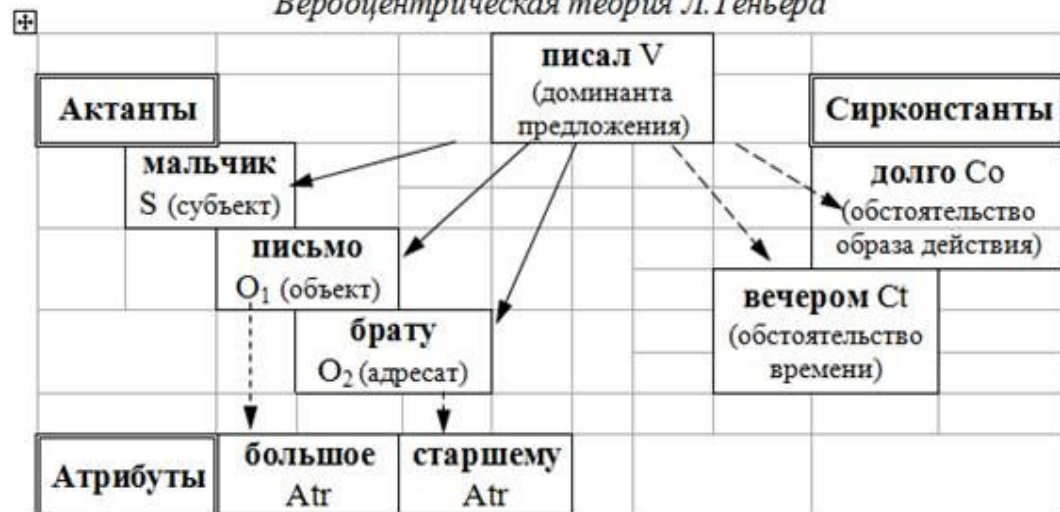 Вербоцентрическая теория Л.Теньера
писал V
(доминанта
предложения)
Актанты
Сирконстанты
мальчик
S (субъект)
долго Co
(обстоятельство
образа действия)
письмо
O₁ (объект)
вечером Ct
(обстоятельство
времени)
брату
O₂ (адресат)
Атрибуты
большое
Atr
старшему
Atr